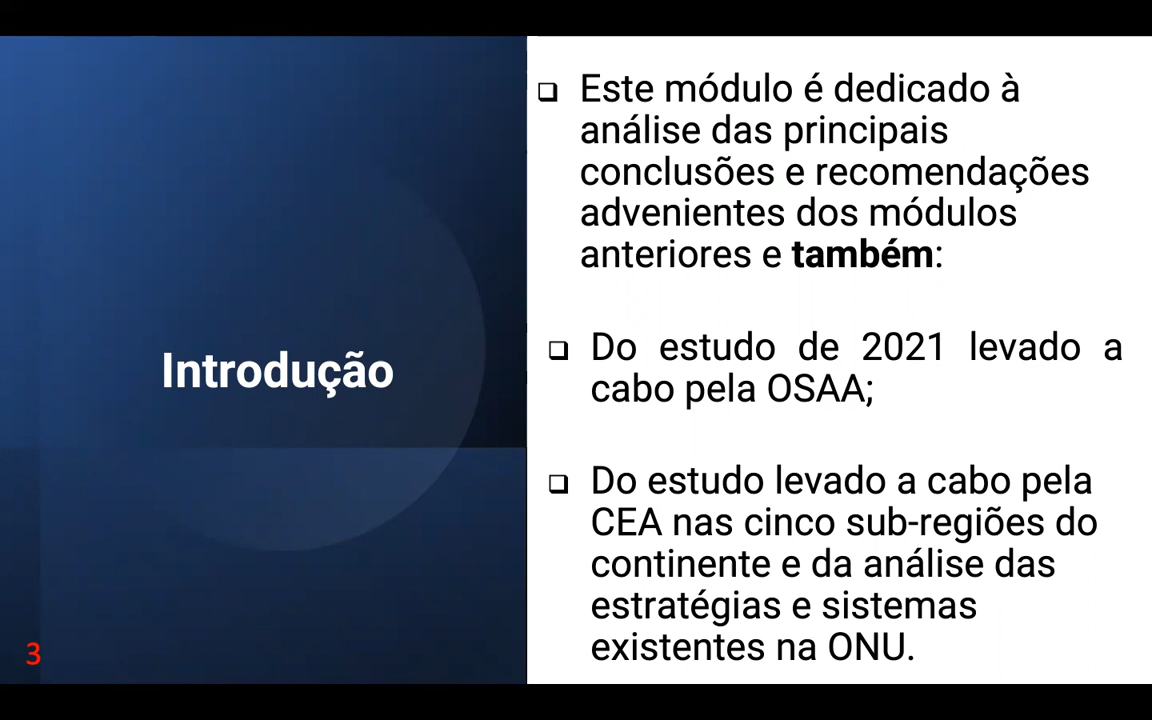 Introdução
3
Este módulo é dedicado à
análise das principais
conclusões e recomendações
advenientes dos módulos
anteriores e também:
Do estudo de 2021 levado a
cabo pela OSAA;
Do estudo levado a cabo pela
CEA nas cinco sub-regiões do
continente e da análise das
estratégias e sistemas
existentes na ONU.